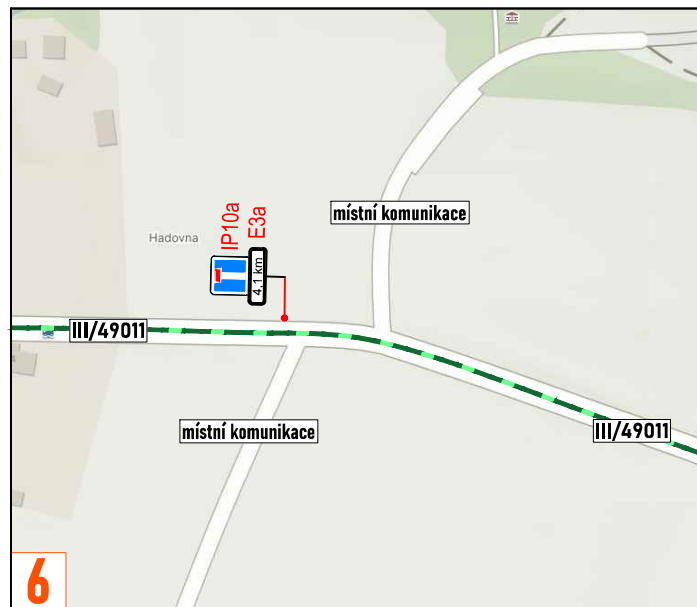 místní komunikace
IP10a
E3a
4,1 km
Hadovna
III/49011
místní komunikace
III/49011
6